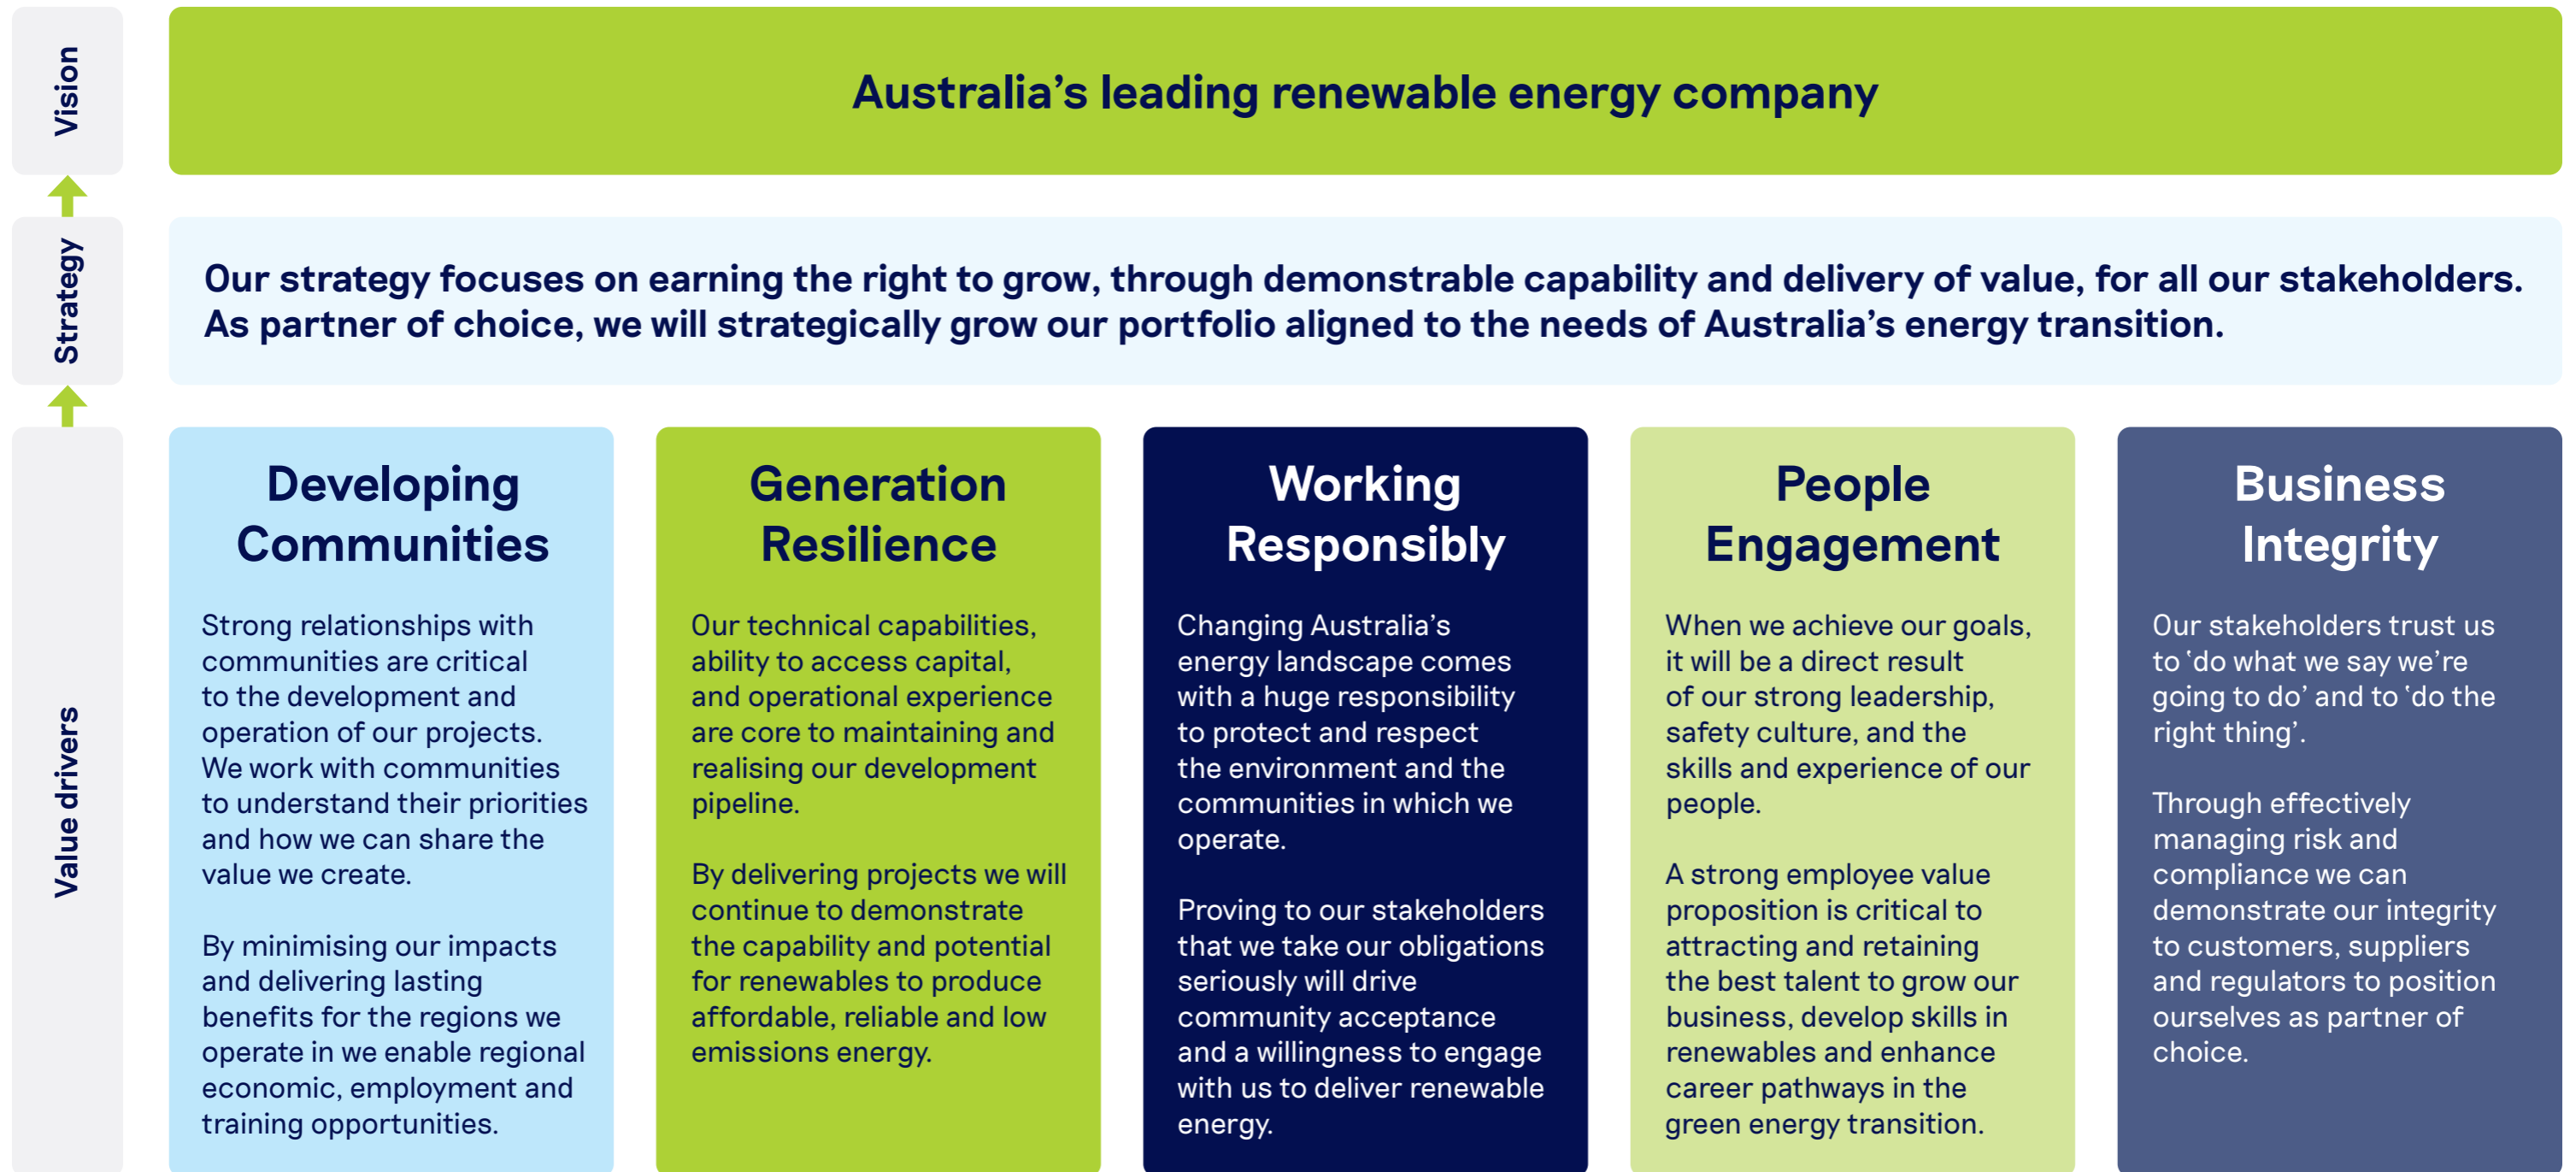 Vision
Australia’s leading renewable energy company
Strategy
Our strategy focuses on earning the right to grow, through demonstrable capability and delivery of value, for all our stakeholders.
As partner of choice, we will strategically grow our portfolio aligned to the needs of Australia’s energy transition.
Value drivers
Developing
Communities
Strong relationships with
communities are critical
to the development and
operation of our projects.
We work with communities
to understand their priorities
and how we can share the
value we create.
By minimising our impacts
and delivering lasting
benefits for the regions we
operate in we enable regional
economic, employment and
training opportunities.
Generation
Resilience
Our technical capabilities,
ability to access capital,
and operational experience
are core to maintaining and
realising our development
pipeline.
By delivering projects we will
continue to demonstrate
the capability and potential
for renewables to produce
affordable, reliable and low
emissions energy.
Working
Responsibly
Changing Australia’s
energy landscape comes
with a huge responsibility
to protect and respect
the environment and the
communities in which we
operate.
Proving to our stakeholders
that we take our obligations
seriously will drive
community acceptance
and a willingness to engage
with us to deliver renewable
energy.
People
Engagement
When we achieve our goals,
it will be a direct result
of our strong leadership,
safety culture, and the
skills and experience of our
people.
A strong employee value
proposition is critical to
attracting and retaining
the best talent to grow our
business, develop skills in
renewables and enhance
career pathways in the
green energy transition.
Business
Integrity
Our stakeholders trust us
to ‘do what we say we’re
going to do’ and to ‘do the
right thing’.
Through effectively
managing risk and
compliance we can
demonstrate our integrity
to customers, suppliers
and regulators to position
ourselves as partner of
choice.